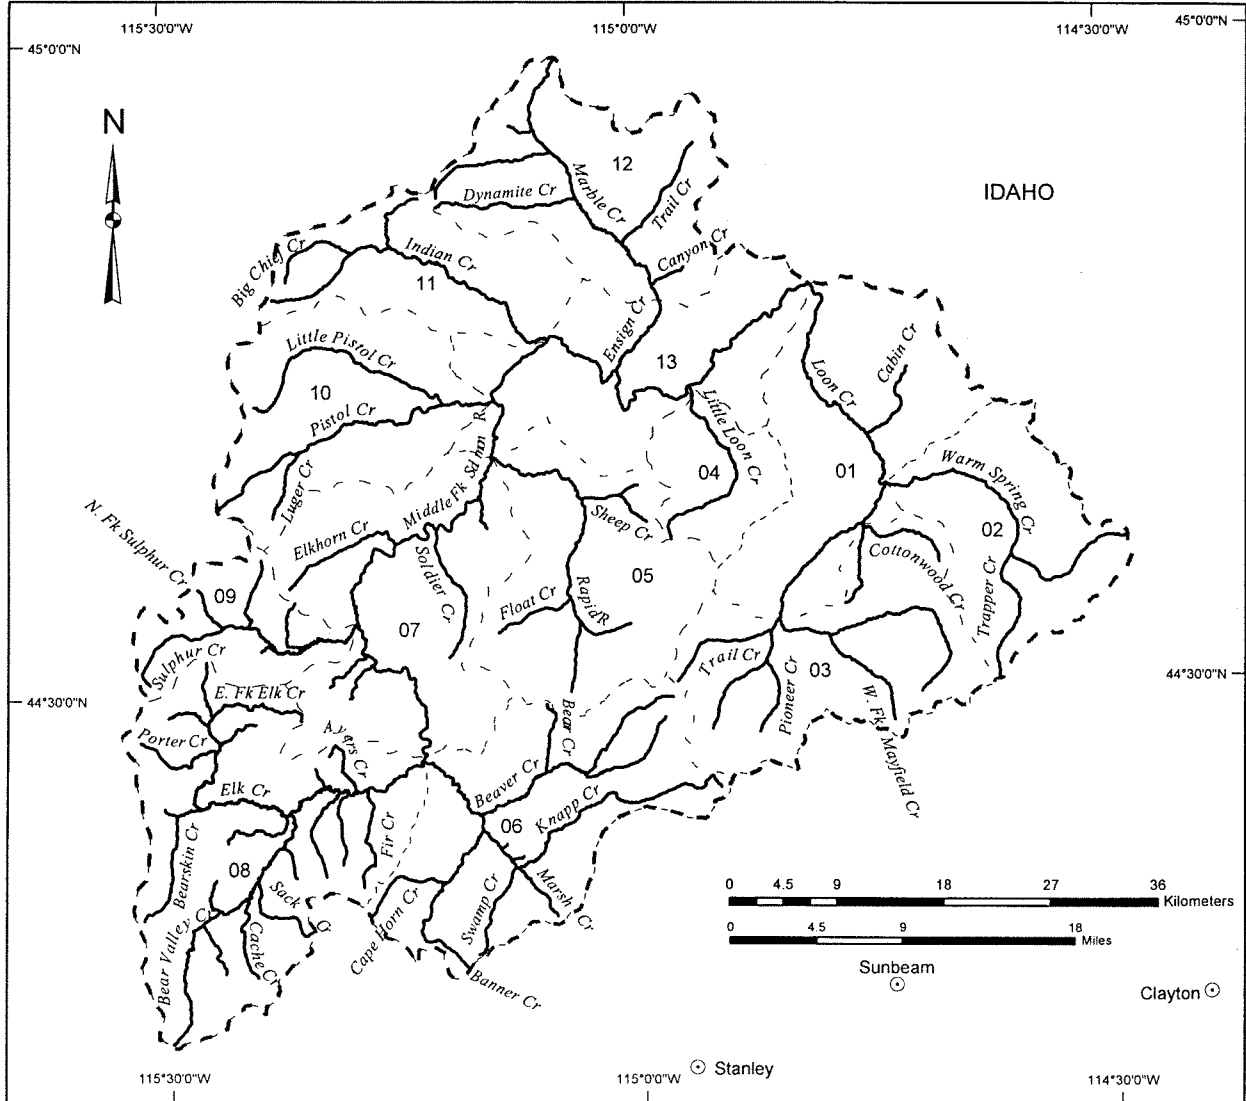 115°30'0"W
115°0'0"W
114°30'0"W
45°0'0"N
45°0'0"N
N
IDAHO
12
Marble Cr
Trail Cr
Dynamite Cr
Canyon Cr
Big Chief Cr
Indian Cr
11
Ensign Cr
13
Little Pistol Cr
10
Pistol Cr
Loon Cr
Cabin Cr
Little Loon Cr
Luger Cr
Middle Fk Salmon R
04
01
Warm Spring Cr
02
N. Fk Sulphur Cr
Elkhorn Cr
Sheep Cr
Soldier Cr
Cottonwood Cr
Trapper Cr
05
09
Float Cr
Rapid R
07
Sulphur Cr
Trail Cr
03
Pioneer Cr
W. Fk Mayfield Cr
44°30'0"N
44°30'0"N
E. Fk Elk Cr
Porter Cr
Ayars Cr
Bear Cr
Elk Cr
Beaver Cr
Knapp Cr
06
Fir Cr
Bearskin Cr
08
Sack Cr
Marsh Cr
Swamp Cr
Cape Horn Cr
Bear Valley Cr
Cache Cr
Banner Cr
0 4.5 9 18 27 36
Kilometers
0 4.5 9 18
Miles
Sunbeam
Clayton
Stanley
115°30'0"W
115°0'0"W
114°30'0"W